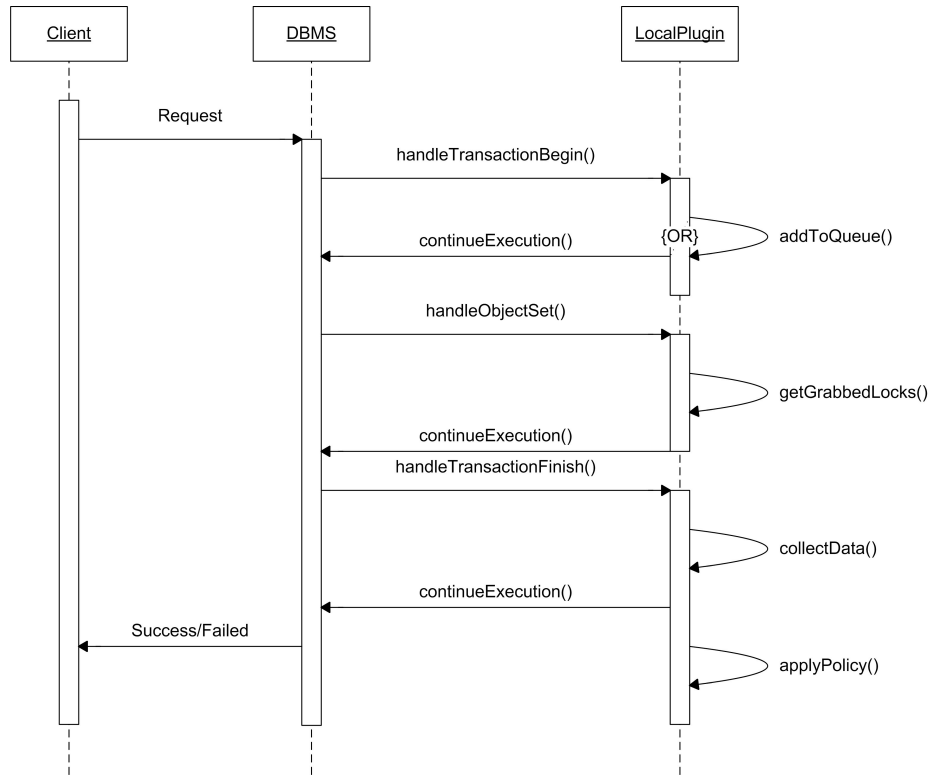 Client
DBMS
LocalPlugin
Request
handleTransactionBegin()
{OR}
addToQueue()
continueExecution()
handleObjectSet()
getGrabbedLocks()
continueExecution()
handleTransactionFinish()
collectData()
continueExecution()
Success/Failed
applyPolicy()